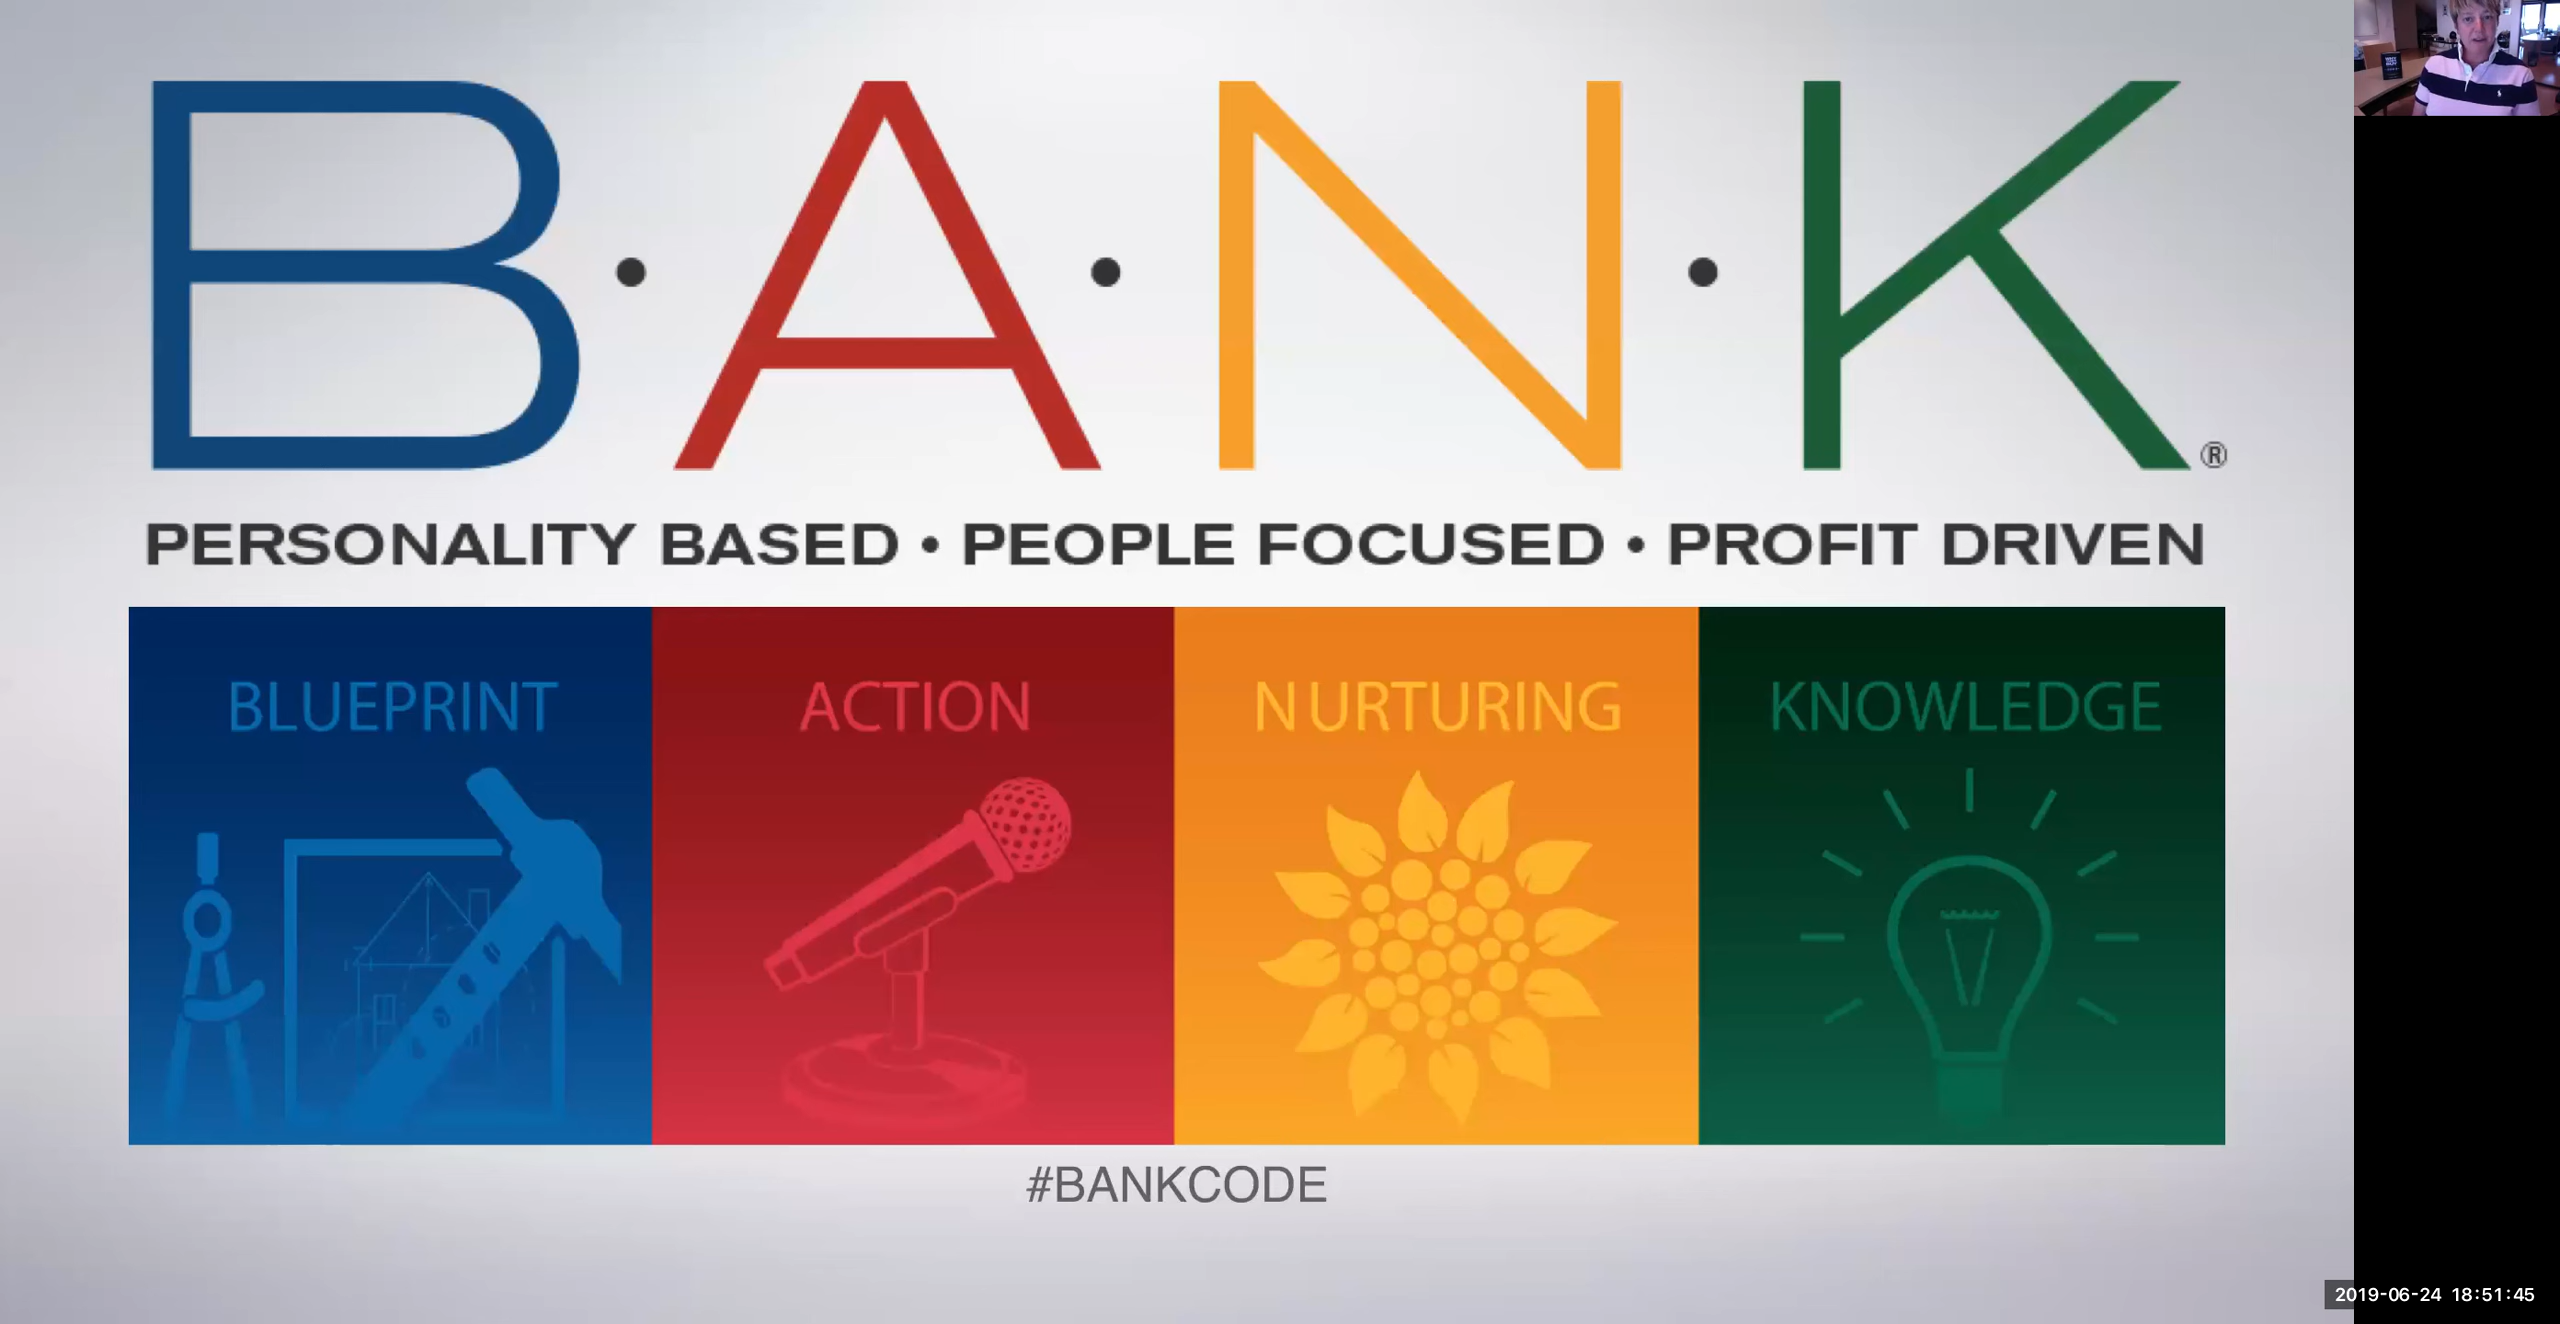 B·A·N·K®
PERSONALITY BASED • PEOPLE FOCUSED • PROFIT DRIVEN
BLUEPRINT ACTION NURTURING KNOWLEDGE
#BANKCODE
2019-06-24 18:51:45